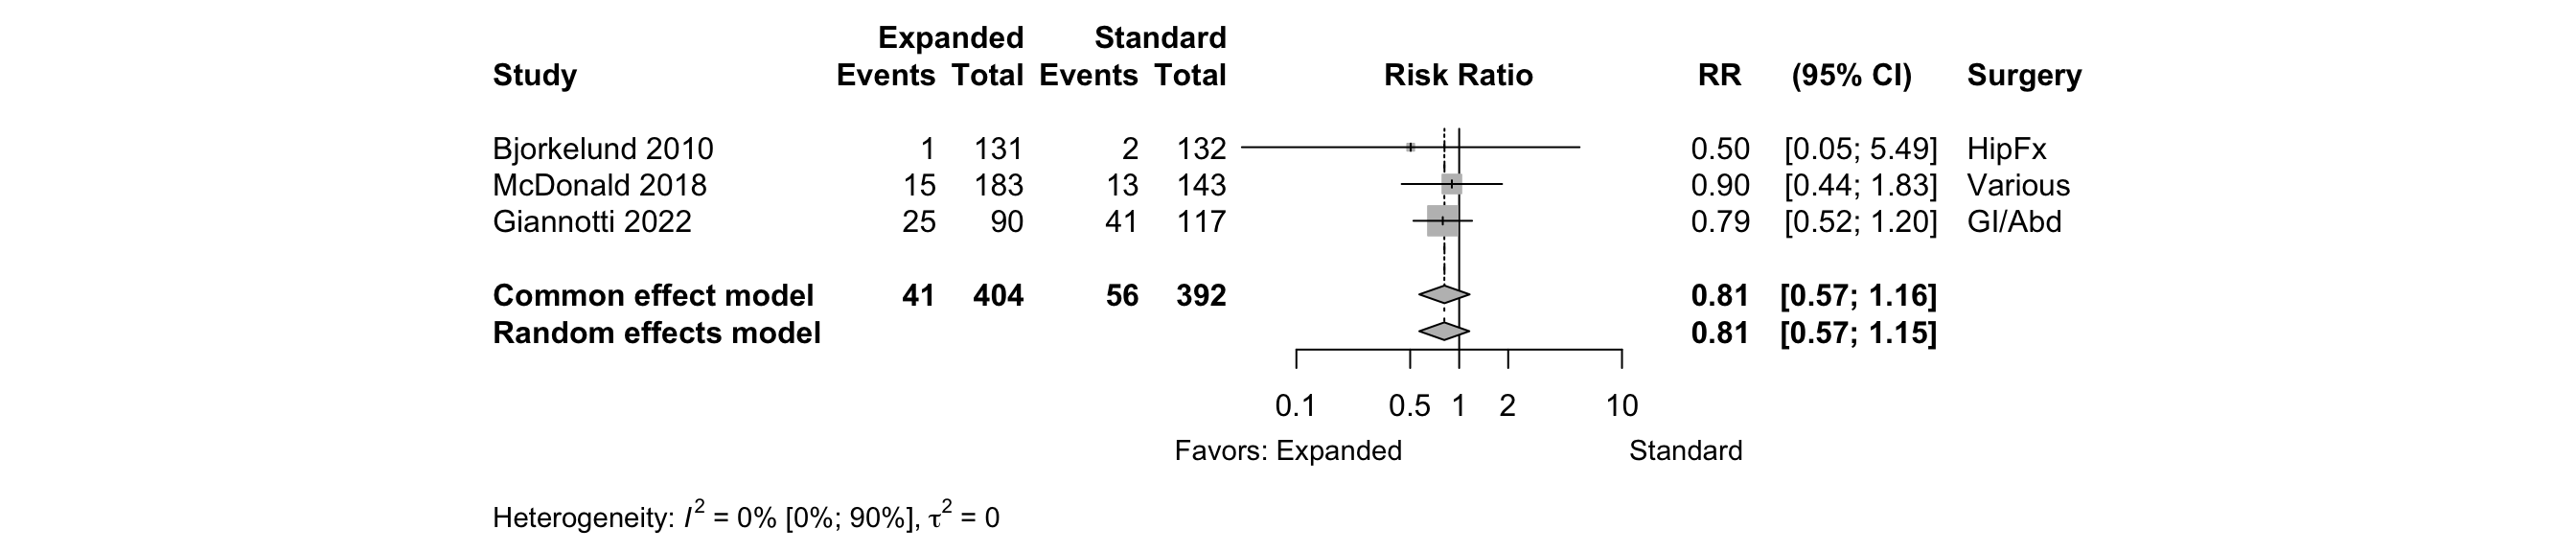 Expanded Standard
Study Events Total Events Total Risk Ratio RR (95% CI) Surgery
Bjorkelund 2010 1 131 2 132 0.50 [0.05; 5.49] HipFx
McDonald 2018 15 183 13 143 0.90 [0.44; 1.83] Various
Giannotti 2022 25 90 41 117 0.79 [0.52; 1.20] GI/Abd
Common effect model 41 404 56 392 0.81 [0.57; 1.16]
Random effects model 0.81 [0.57; 1.15]
0.1 0.5 1 2 10
Favors: Expanded Standard
Heterogeneity: I² = 0% [0%; 90%], τ² = 0